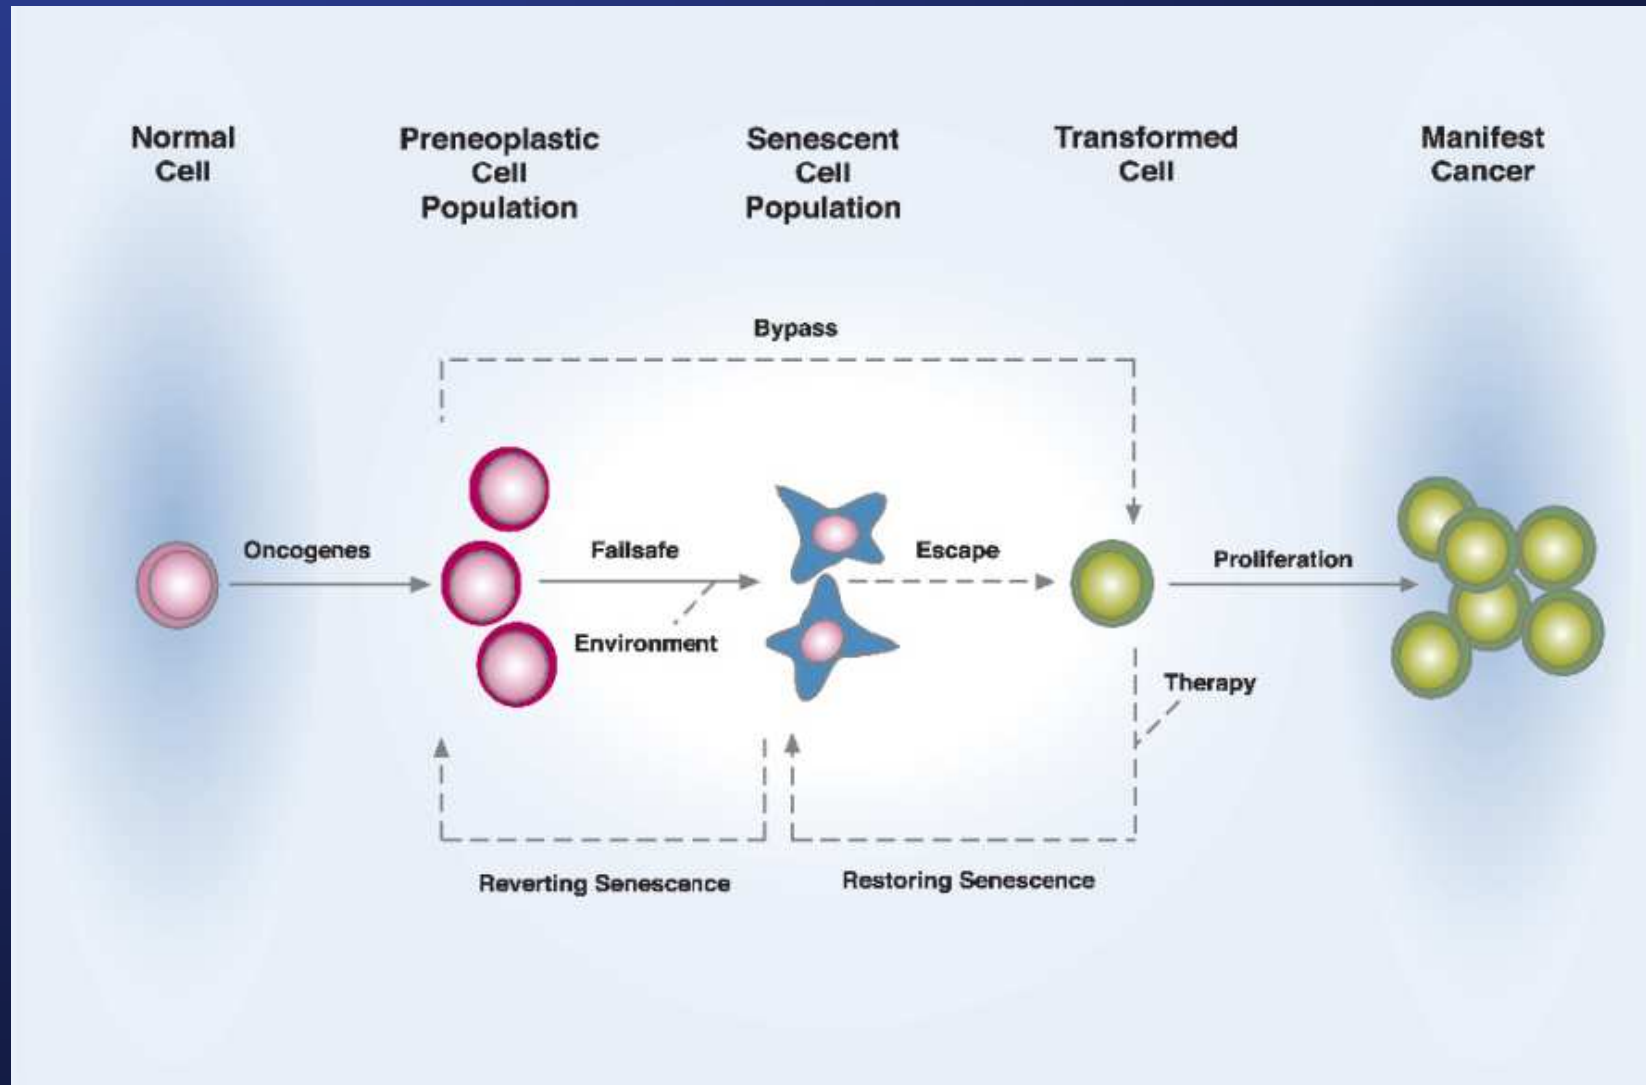 Normal
Cell
Preneoplastic
Cell
Population
Senescent
Cell
Population
Transformed
Cell
Manifest
Cancer
Bypass
Oncogenes
Failsafe
Escape
Proliferation
Environment
Therapy
Reverting Senescence
Restoring Senescence